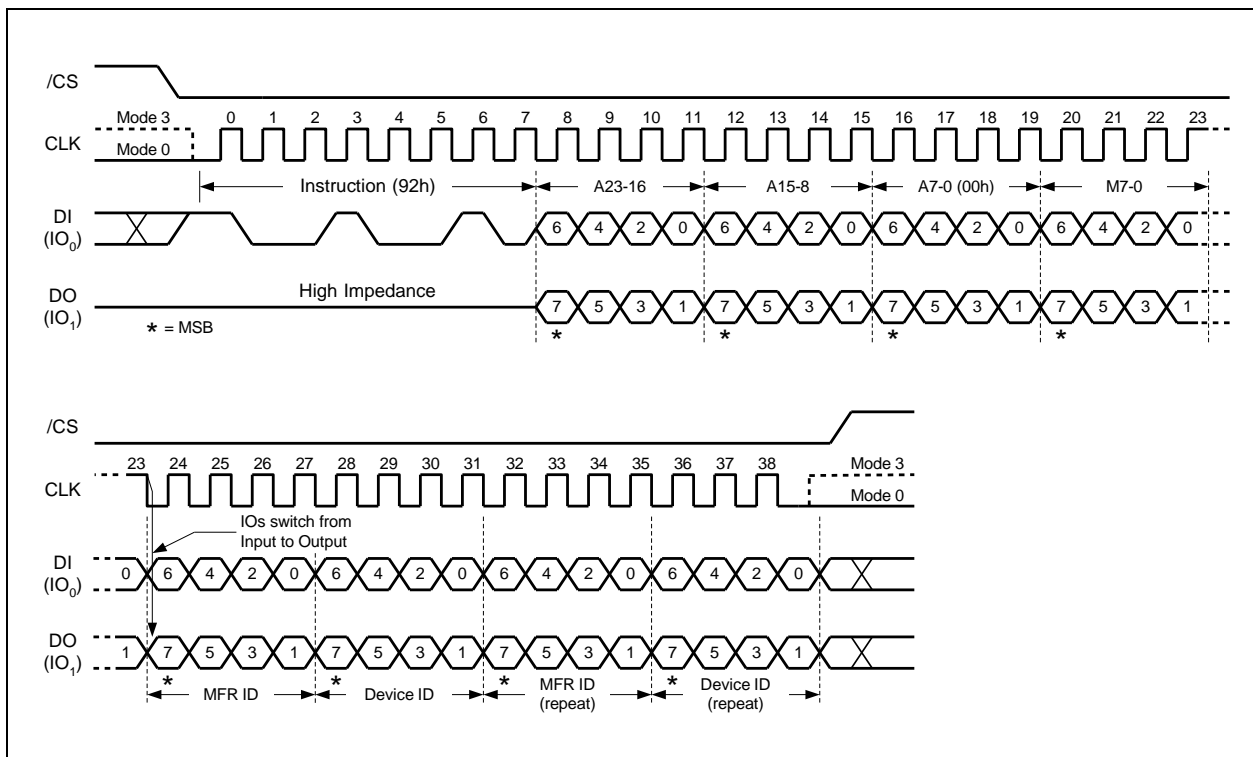 /CS
Mode 3 0 1 2 3 4 5 6 7 8 9 10 11 12 13 14 15 16 17 18 19 20 21 22 23
CLK
Mode 0
Instruction (92h) A23-16 A15-8 A7-0 (00h) M7-0
DI
(IO0) 6 4 2 0 6 4 2 0 6 4 2 0 6 4 2 0
High Impedance
DO
(IO1) 7 5 3 1 7 5 3 1 7 5 3 1 7 5 3 1
* = MSB * * * *
/CS
23 24 25 26 27 28 29 30 31 32 33 34 35 36 37 38 Mode 3
CLK
Mode 0
IOs switch from
Input to Output
DI
(IO0) 0 6 4 2 0 6 4 2 0 6 4 2 0 6 4 2 0
DO
(IO1) 1 7 5 3 1 7 5 3 1 7 5 3 1 7 5 3 1
* * * *
MFR ID Device ID MFR ID
(repeat) Device ID
(repeat)